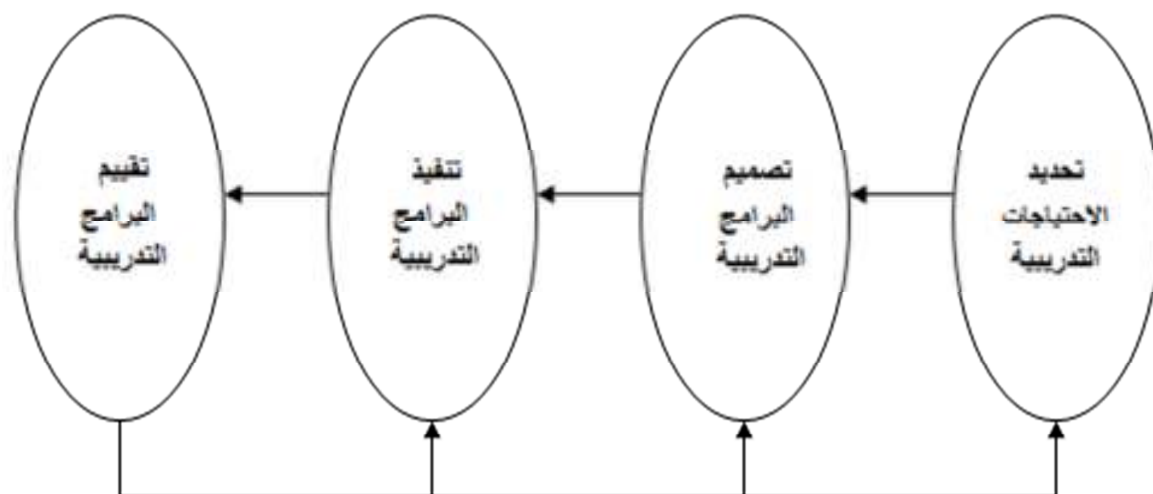 تحديد
الاحتياجات
التدريبية
تصميم
البرامج
التدريبية
تنفيذ
البرامج
التدريبية
تقييم
البرامج
التدريبية